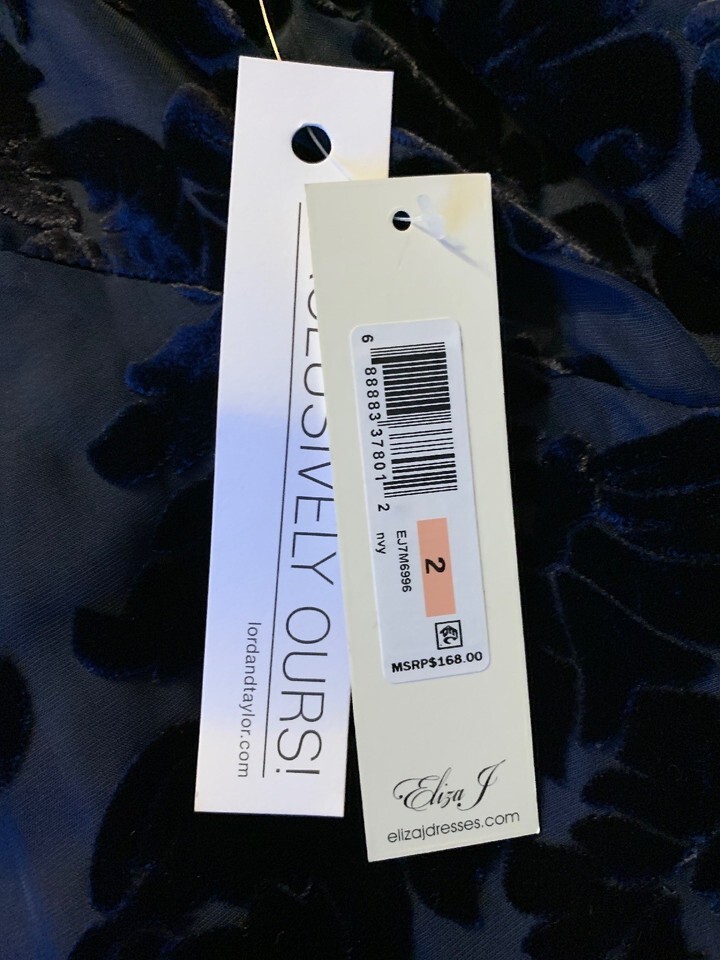 CLUSIVELY OURS!
lordandtaylor.com
6 88883 37801 2
2
EJ7M6996
nvy
MSRP$168.00
Eliza J
elizajdresses.com